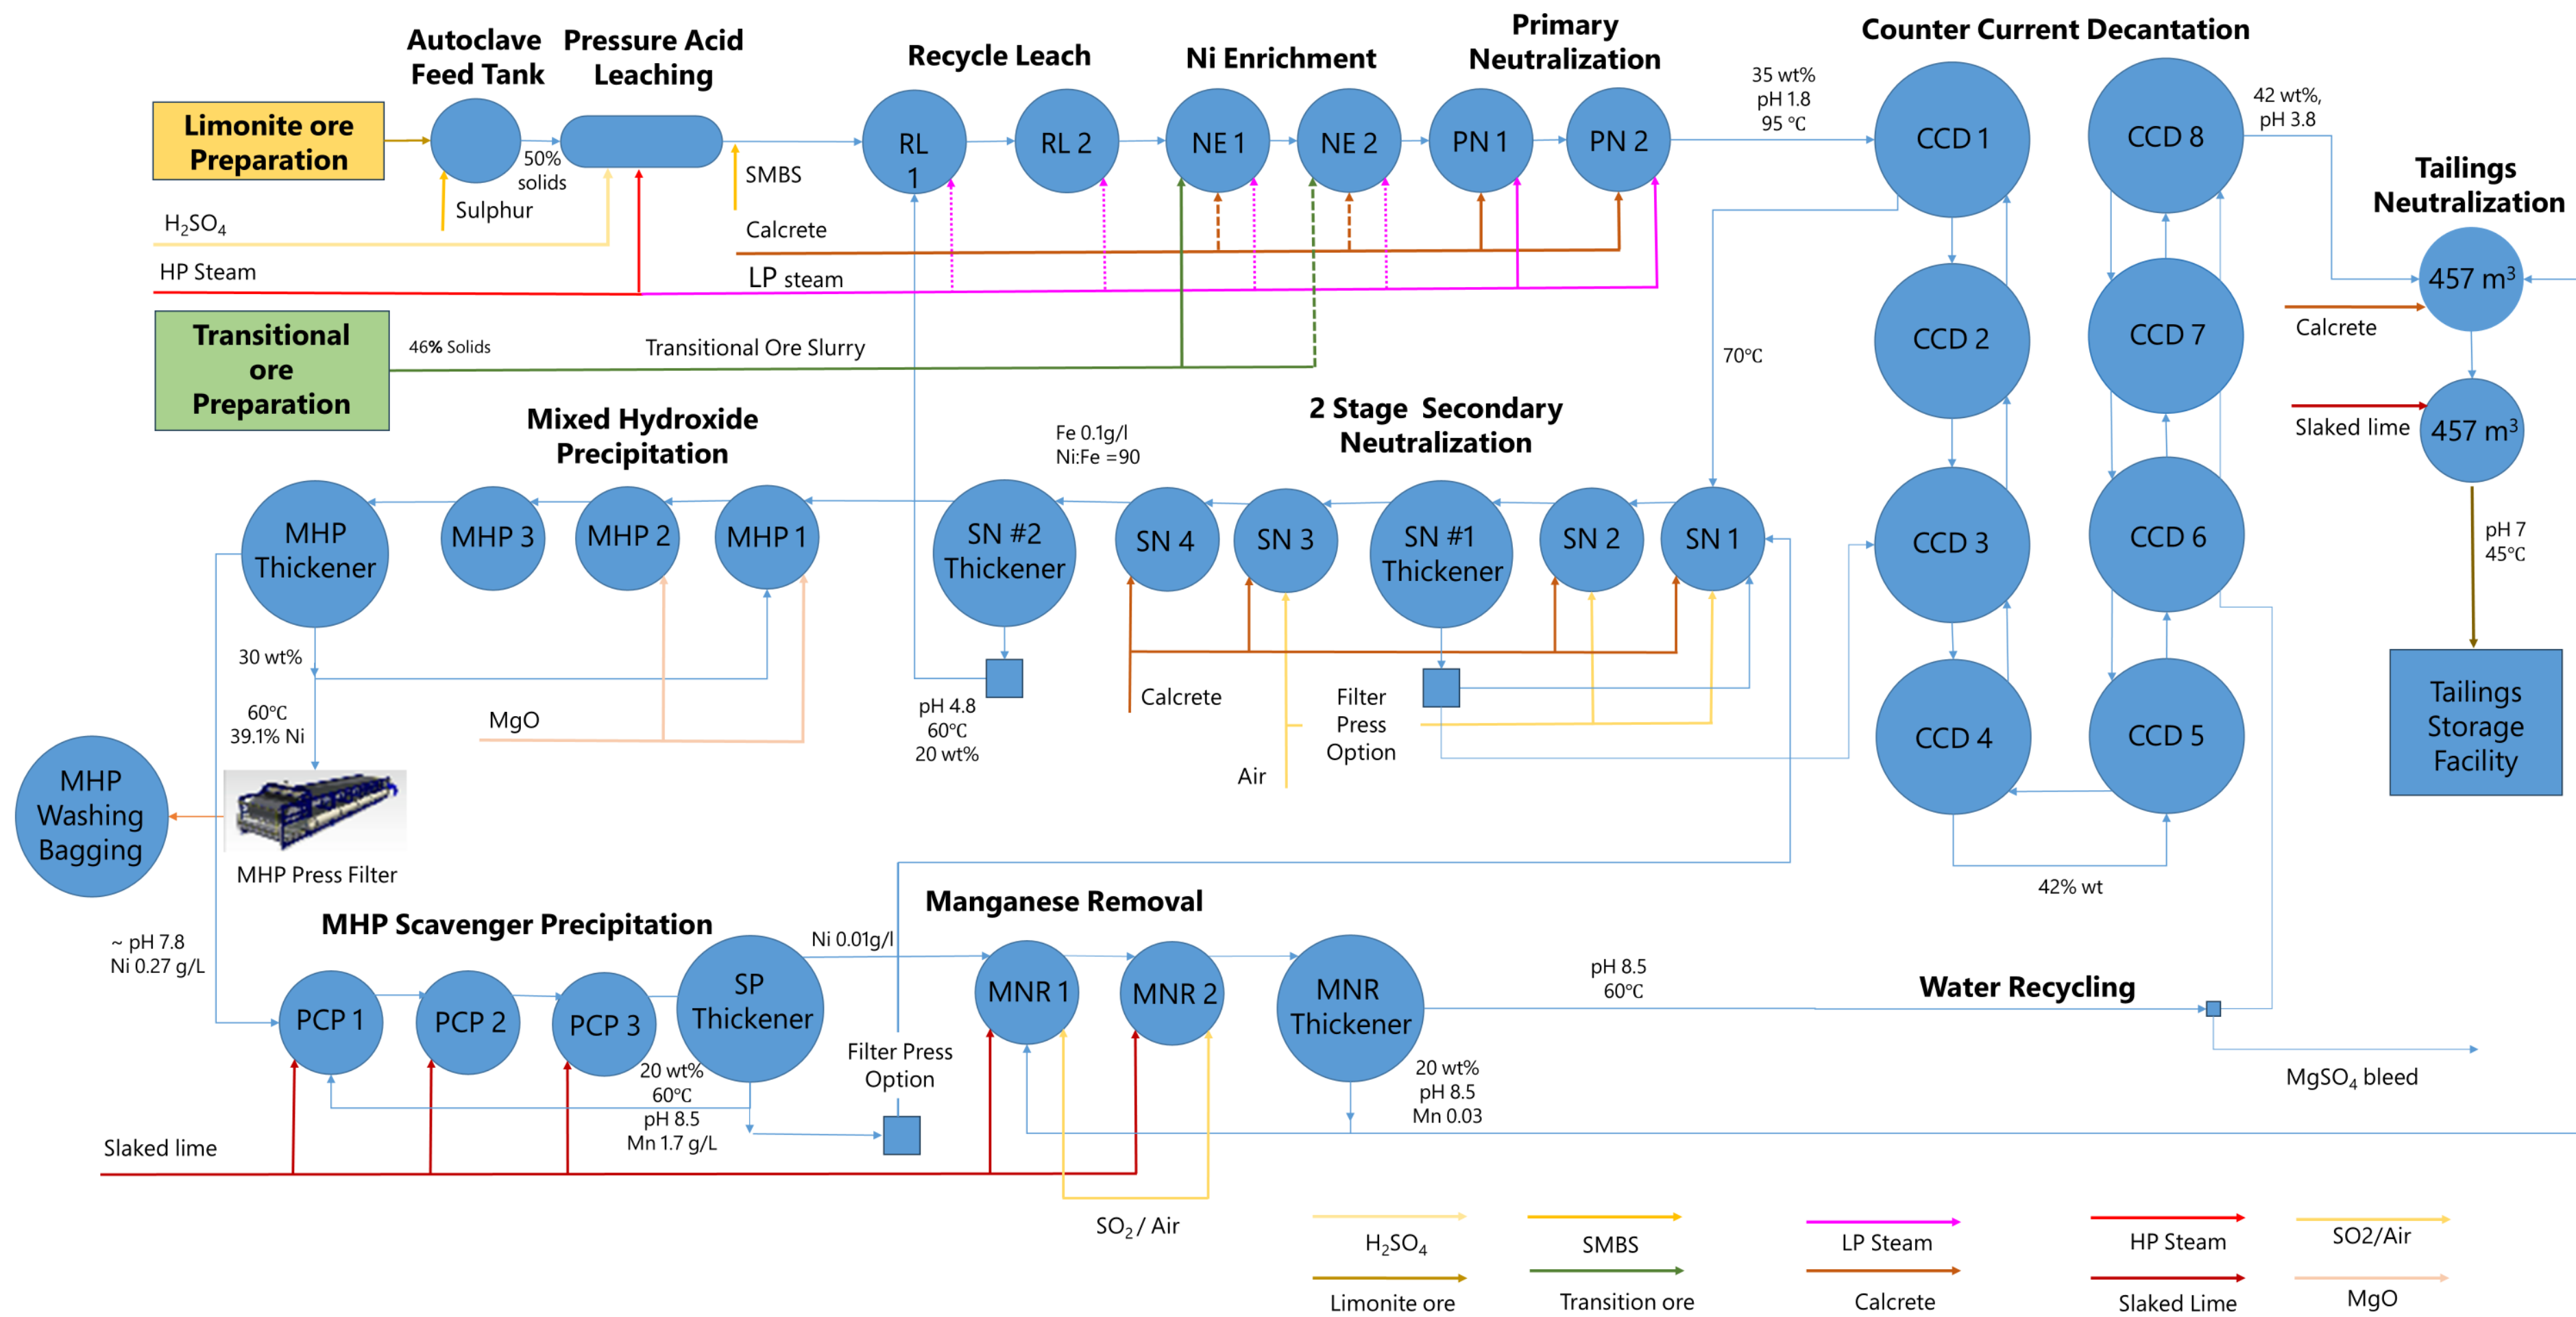 Autoclave
Feed Tank
Pressure Acid
Leaching
Recycle Leach
Ni Enrichment
Primary
Neutralization
Counter Current Decantation
Limonite ore
Preparation
50%
solids
Sulphur
H₂SO₄
HP Steam
SMBS
Calcrete
LP steam
RL
1
RL 2
NE 1
NE 2
PN 1
PN 2
35 wt%
pH 1.8
95 ℃
CCD 1
CCD 2
CCD 3
CCD 4
CCD 8
CCD 7
CCD 6
CCD 5
42% wt
42 wt%,
pH 3.8
Tailings
Neutralization
457 m³
Calcrete
457 m³
Slaked lime
pH 7
45℃
Tailings
Storage
Facility
Transitional
ore
Preparation
46% Solids
Transitional Ore Slurry
70℃
Mixed Hydroxide
Precipitation
Fe 0.1g/l
Ni:Fe =90
2 Stage Secondary
Neutralization
MHP
Thickener
MHP 3
MHP 2
MHP 1
SN #2
Thickener
SN 4
SN 3
SN #1
Thickener
SN 2
SN 1
30 wt%
60℃
39.1% Ni
MgO
pH 4.8
60℃
20 wt%
Calcrete
Air
Filter
Press
Option
MHP
Washing
Bagging
MHP Press Filter
MHP Scavenger Precipitation
~ pH 7.8
Ni 0.27 g/L
PCP 1
PCP 2
PCP 3
SP
Thickener
20 wt%
60℃
pH 8.5
Mn 1.7 g/L
Slaked lime
Ni 0.01g/l
Filter Press
Option
Manganese Removal
MNR 1
MNR 2
MNR
Thickener
SO₂ / Air
20 wt%
pH 8.5
Mn 0.03
pH 8.5
60℃
Water Recycling
MgSO₄ bleed
H₂SO₄
SMBS
LP Steam
HP Steam
SO2/Air
Limonite ore
Transition ore
Calcrete
Slaked Lime
MgO